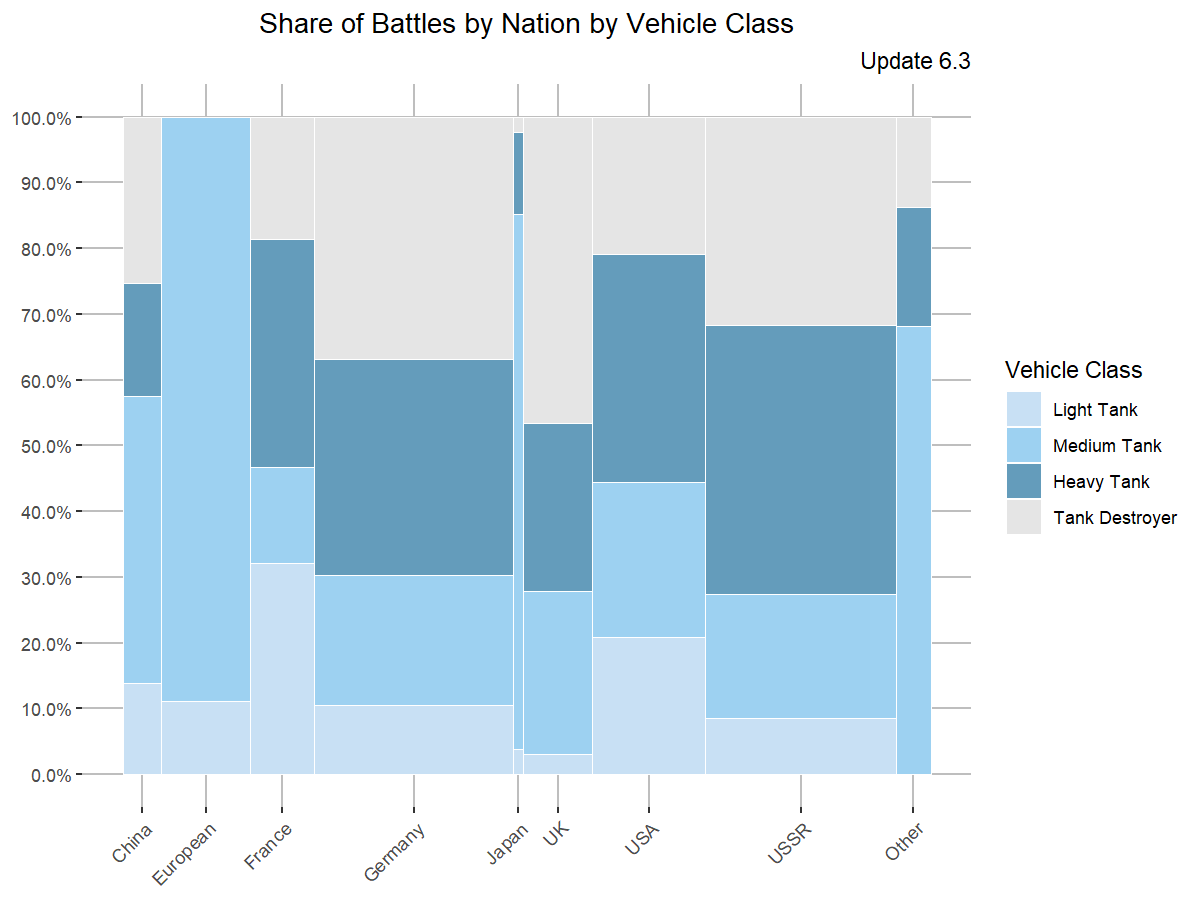 Share of Battles by Nation by Vehicle Class
Update 6.3
100.0%
90.0%
80.0%
70.0%
60.0%
50.0%
40.0%
30.0%
20.0%
10.0%
0.0%
China
European
France
Germany
Japan
UK
USA
USSR
Other
Vehicle Class
Light Tank
Medium Tank
Heavy Tank
Tank Destroyer